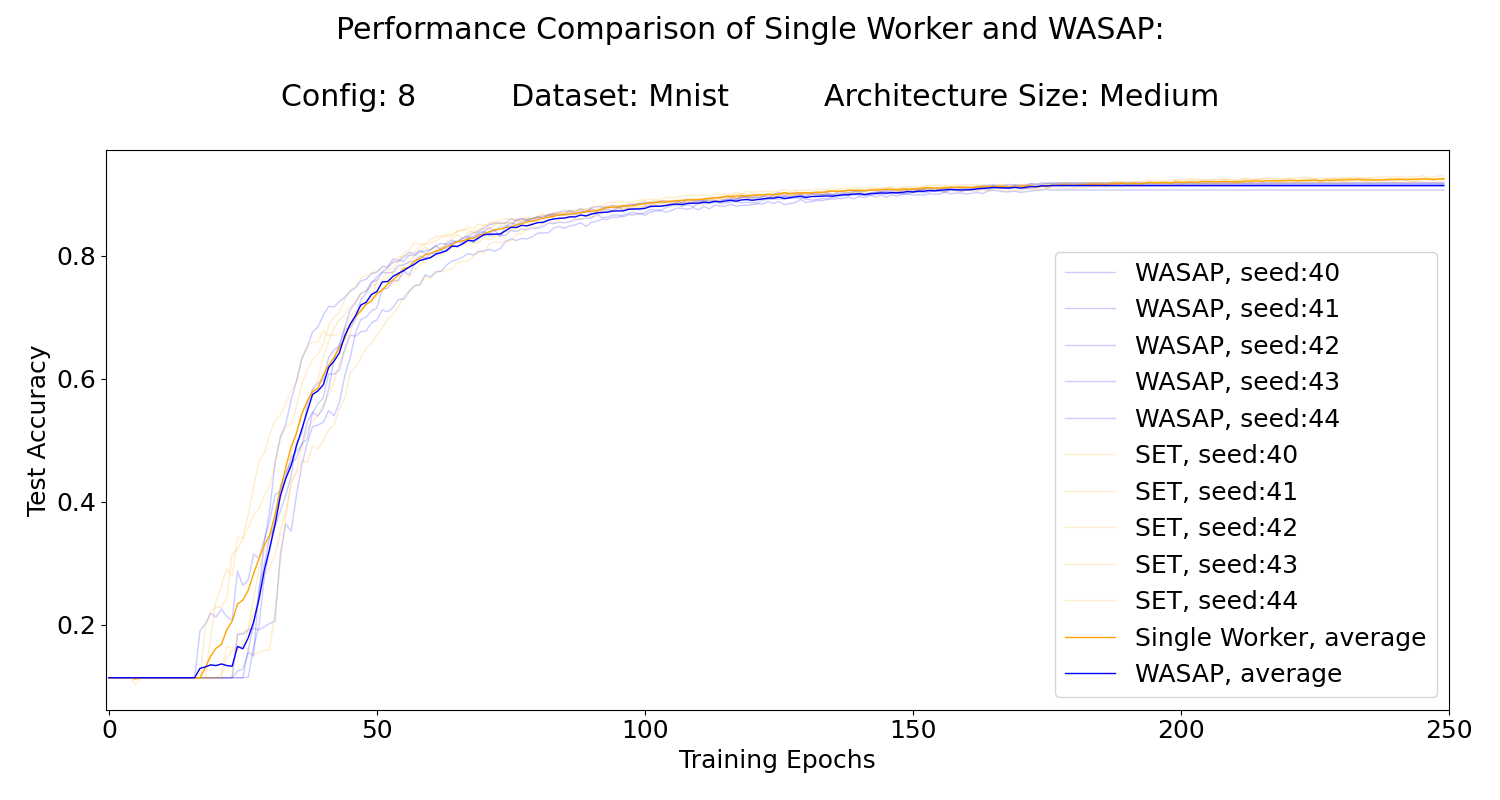 Performance Comparison of Single Worker and WASAP:
Config: 8 Dataset: Mnist Architecture Size: Medium
Test Accuracy
0.8
0.6
0.4
0.2
WASAP, seed:40
WASAP, seed:41
WASAP, seed:42
WASAP, seed:43
WASAP, seed:44
SET, seed:40
SET, seed:41
SET, seed:42
SET, seed:43
SET, seed:44
Single Worker, average
WASAP, average
0 50 100 150 200 250
Training Epochs